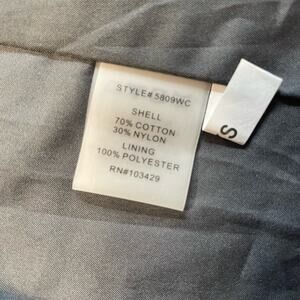 STYLE# 5809WC
SHELL
70% COTTON
30% NYLON
LINING
100% POLYESTER
RN#103429
S